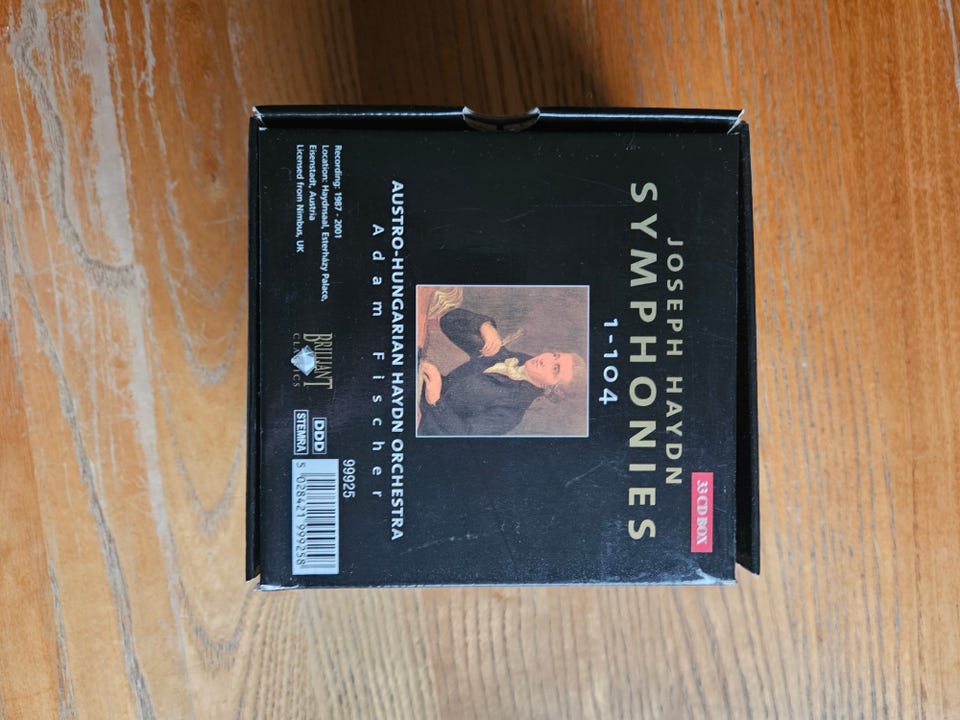 33 CD BOX
JOSEPH HAYDN
SYMPHONIES
1-104
AUSTRO-HUNGARIAN HAYDN ORCHESTRA
Adam Fischer
Recording: 1987 - 2001
Location: Haydnsaal, Esterházy Palace,
Eisenstadt, Austria
Licensed from Nimbus, UK
BRILLIANT
CLASSICS
DDD
STEMRA
99925
5 028421 999258